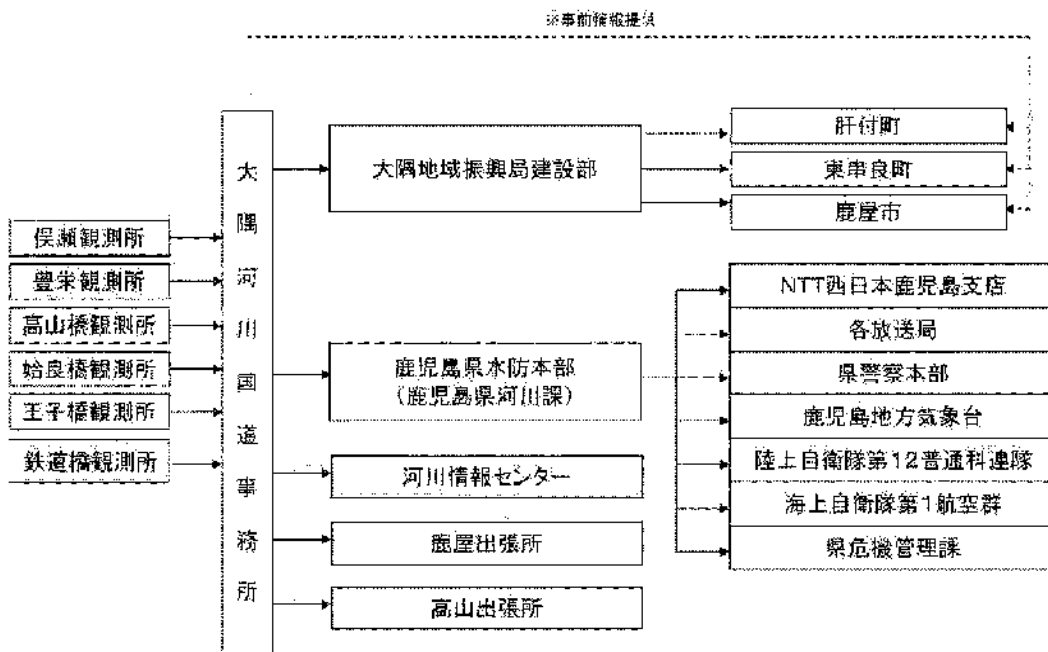 ※事前情報提供
大隅河川国道事務所
俣瀬観測所
豊栄観測所
高山橋観測所
姶良橋観測所
王子橋観測所
鉄道橋観測所
大隅地域振興局建設部
肝付町
東串良町
鹿屋市
鹿児島県水防本部
（鹿児島県河川課）
NTT西日本鹿児島支店
各放送局
県警察本部
鹿児島地方気象台
陸上自衛隊第12普通科連隊
海上自衛隊第1航空群
県危機管理課
河川情報センター
鹿屋出張所
高山出張所